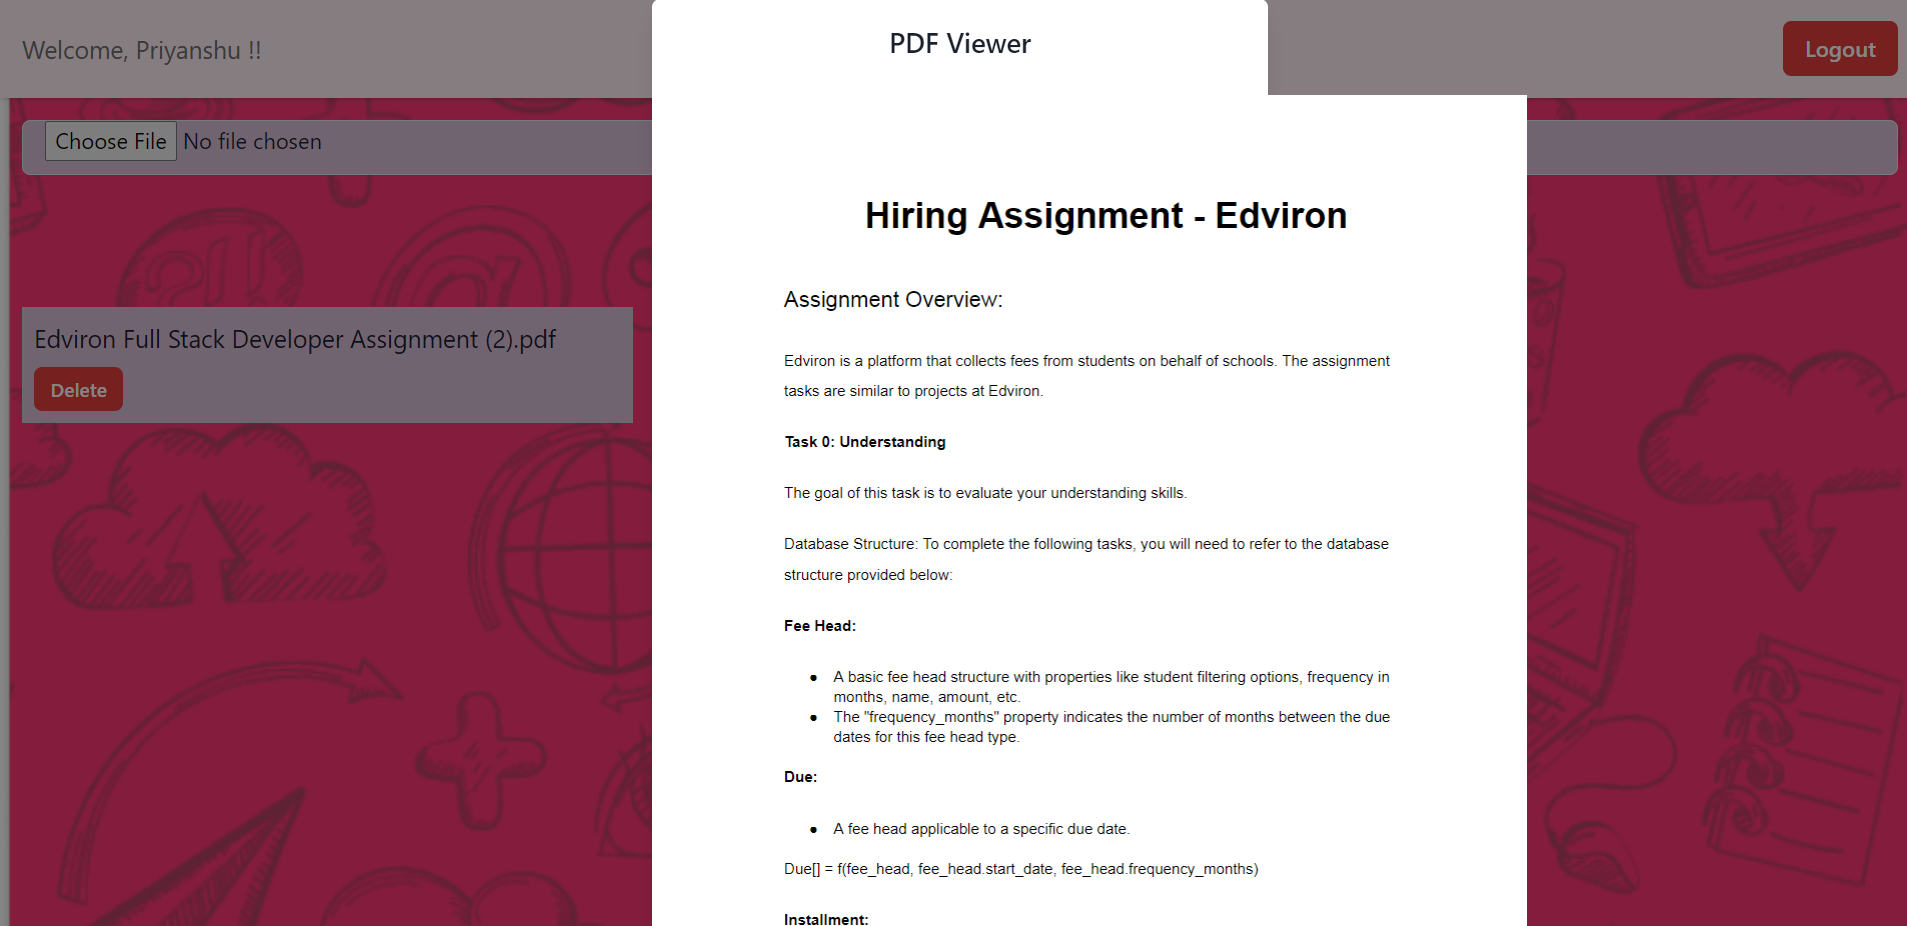 Welcome, Priyanshu !!
PDF Viewer
Logout
Choose File No file chosen
Edviron Full Stack Developer Assignment (2).pdf
Delete
Hiring Assignment - Edviron
Assignment Overview:
Edviron is a platform that collects fees from students on behalf of schools. The assignment
tasks are similar to projects at Edviron.
Task 0: Understanding
The goal of this task is to evaluate your understanding skills.
Database Structure: To complete the following tasks, you will need to refer to the database
structure provided below:
Fee Head:
● A basic fee head structure with properties like student filtering options, frequency in
months, name, amount, etc.
● The "frequency_months" property indicates the number of months between the due
dates for this fee head type.
Due:
● A fee head applicable to a specific due date.
Due[] = f(fee_head, fee_head.start_date, fee_head.frequency_months)
Installment: